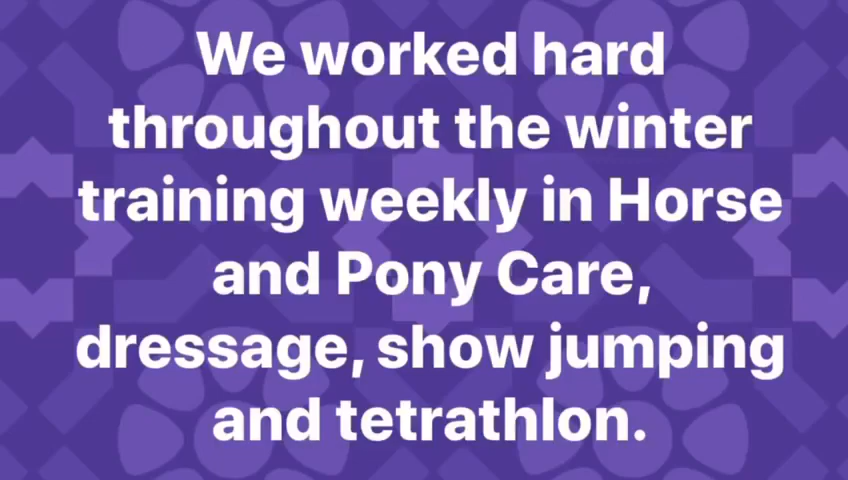 We worked hard
throughout the winter
training weekly in Horse
and Pony Care,
dressage, show jumping
and tetrathlon.